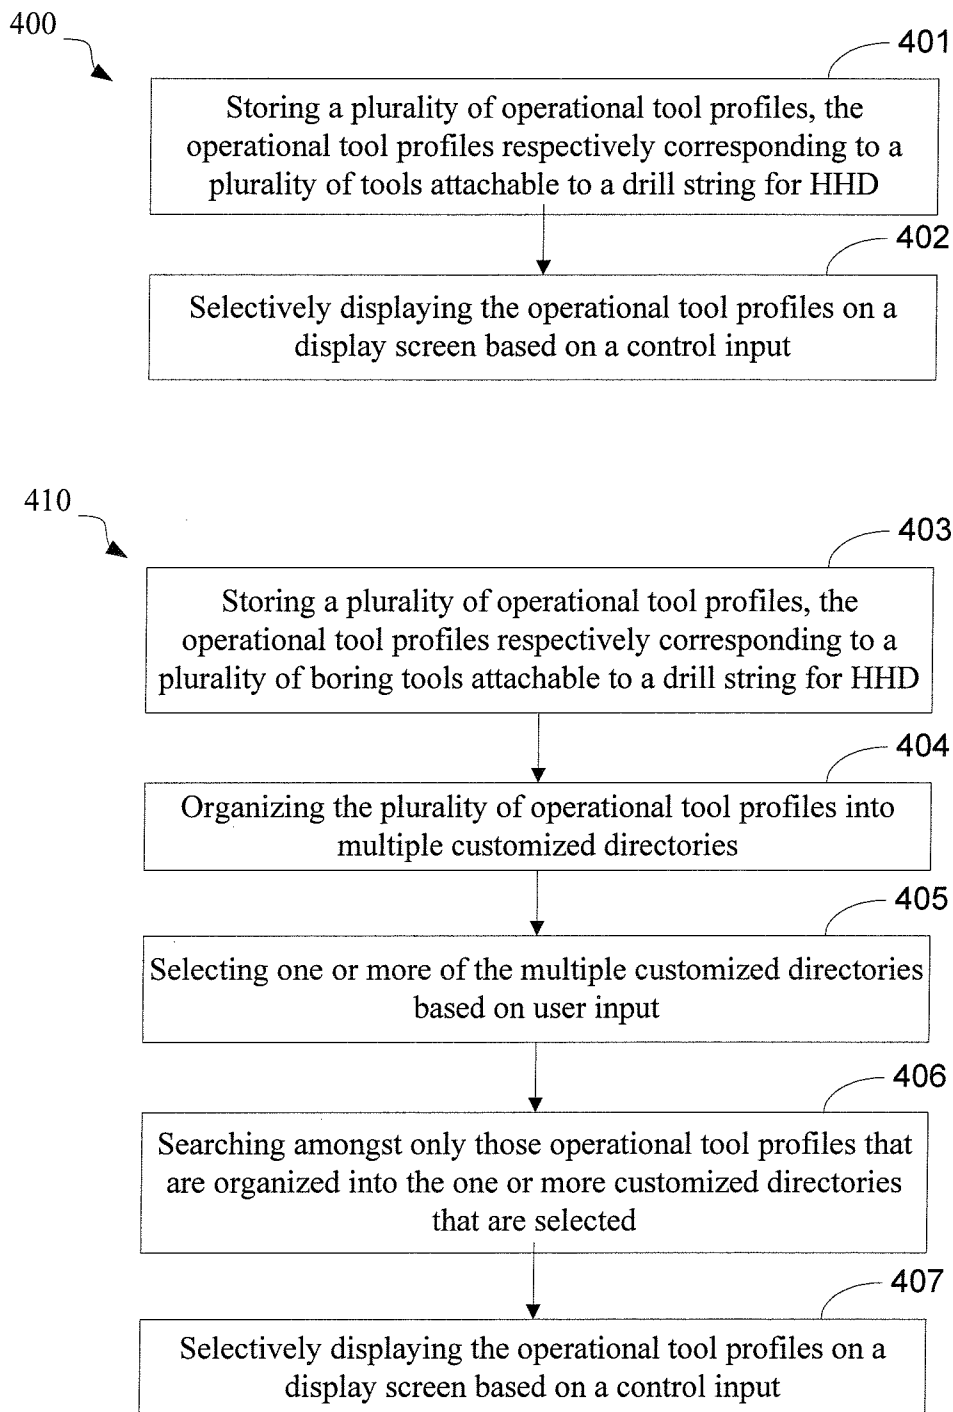 400
401
Storing a plurality of operational tool profiles, the
operational tool profiles respectively corresponding to a
plurality of tools attachable to a drill string for HHD
402
Selectively displaying the operational tool profiles on a
display screen based on a control input
410
403
Storing a plurality of operational tool profiles, the
operational tool profiles respectively corresponding to a
plurality of boring tools attachable to a drill string for HHD
404
Organizing the plurality of operational tool profiles into
multiple customized directories
405
Selecting one or more of the multiple customized directories
based on user input
406
Searching amongst only those operational tool profiles that
are organized into the one or more customized directories
that are selected
407
Selectively displaying the operational tool profiles on a
display screen based on a control input